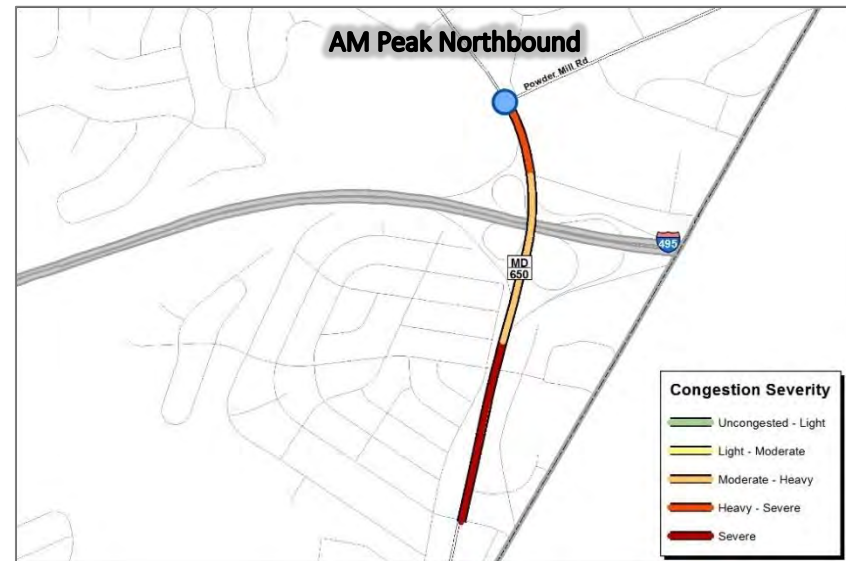 AM Peak Northbound
Powder Mill Rd
495
MD
650
Congestion Severity
Uncongested - Light
Light - Moderate
Moderate - Heavy
Heavy - Severe
Severe